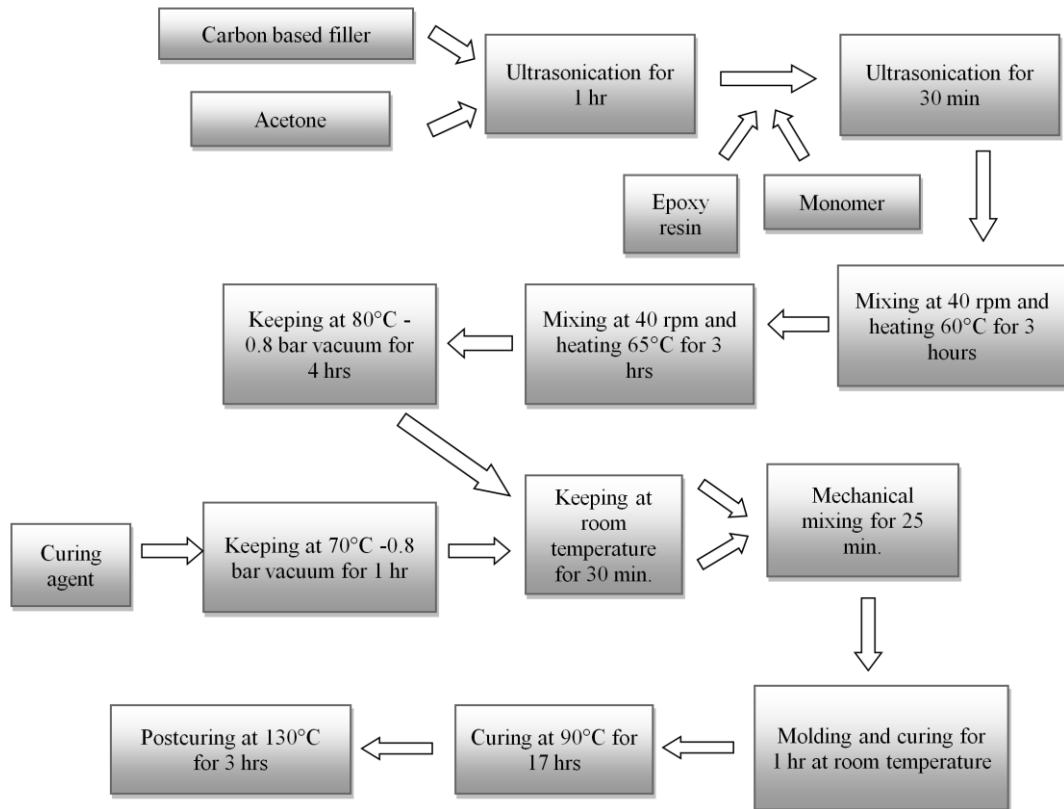 Carbon based filler
Acetone
Ultrasonication for
1 hr
Ultrasonication for
30 min
Epoxy
resin
Monomer
Mixing at 40 rpm and
heating 60°C for 3
hours
Mixing at 40 rpm and
heating 65°C for 3
hrs
Keeping at 80°C -
0.8 bar vacuum for
4 hrs
Curing
agent
Keeping at 70°C -0.8
bar vacuum for 1 hr
Keeping at
room
temperature
for 30 min.
Mechanical
mixing for 25
min.
Molding and curing for
1 hr at room temperature
Curing at 90°C for
17 hrs
Postcuring at 130°C
for 3 hrs